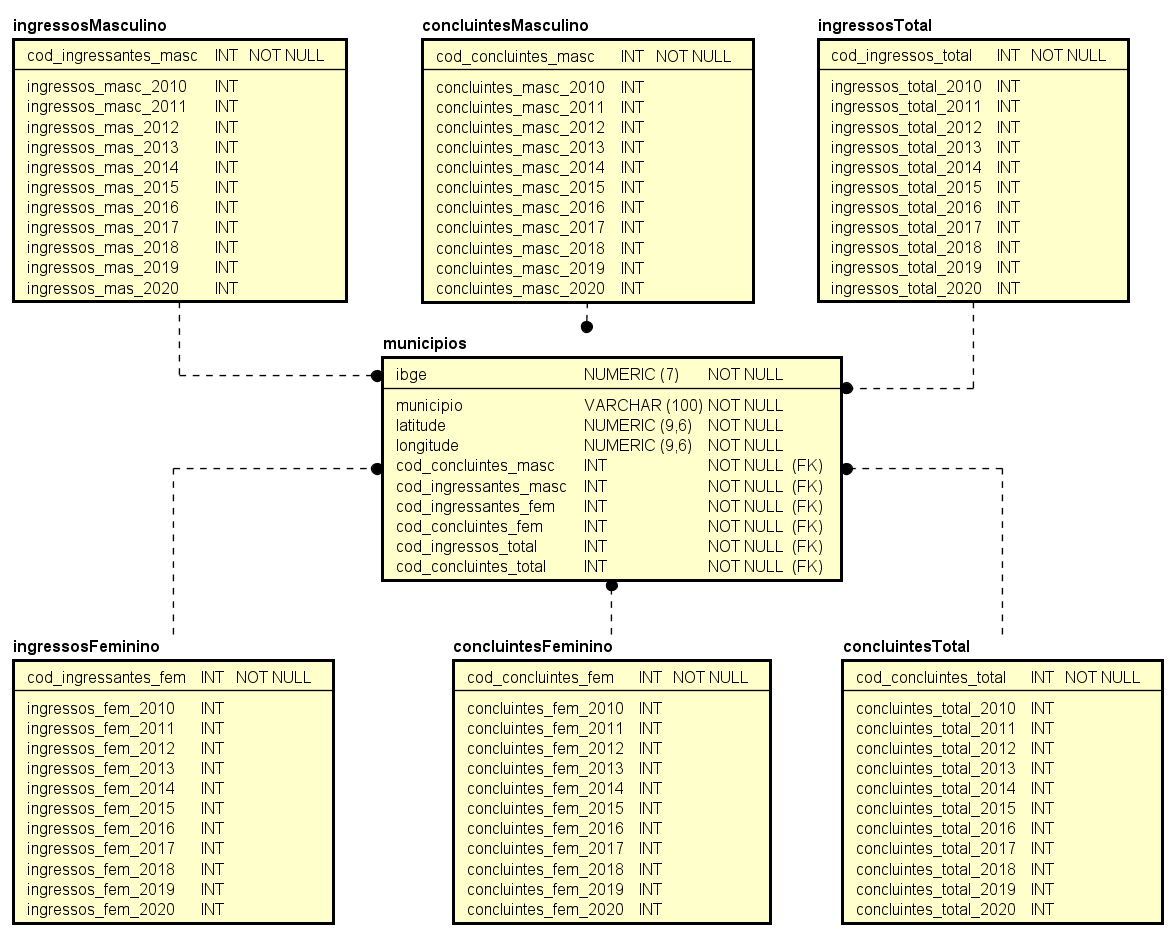 ingressosMasculino
cod_ingressantes_masc INT NOT NULL
ingressos_masc_2010 INT
ingressos_masc_2011 INT
ingressos_mas_2012 INT
ingressos_mas_2013 INT
ingressos_mas_2014 INT
ingressos_mas_2015 INT
ingressos_mas_2016 INT
ingressos_mas_2017 INT
ingressos_mas_2018 INT
ingressos_mas_2019 INT
ingressos_mas_2020 INT
concluintesMasculino
cod_concluintes_masc INT NOT NULL
concluintes_masc_2010 INT
concluintes_masc_2011 INT
concluintes_masc_2012 INT
concluintes_masc_2013 INT
concluintes_masc_2014 INT
concluintes_masc_2015 INT
concluintes_masc_2016 INT
concluintes_masc_2017 INT
concluintes_masc_2018 INT
concluintes_masc_2019 INT
concluintes_masc_2020 INT
ingressosTotal
cod_ingressos_total INT NOT NULL
ingressos_total_2010 INT
ingressos_total_2011 INT
ingressos_total_2012 INT
ingressos_total_2013 INT
ingressos_total_2014 INT
ingressos_total_2015 INT
ingressos_total_2016 INT
ingressos_total_2017 INT
ingressos_total_2018 INT
ingressos_total_2019 INT
ingressos_total_2020 INT
municipios
ibge NUMERIC (7) NOT NULL
municipio VARCHAR (100) NOT NULL
latitude NUMERIC (9,6) NOT NULL
longitude NUMERIC (9,6) NOT NULL
cod_concluintes_masc INT NOT NULL (FK)
cod_ingressantes_masc INT NOT NULL (FK)
cod_ingressantes_fem INT NOT NULL (FK)
cod_concluintes_fem INT NOT NULL (FK)
cod_ingressos_total INT NOT NULL (FK)
cod_concluintes_total INT NOT NULL (FK)
ingressosFeminino
cod_ingressantes_fem INT NOT NULL
ingressos_fem_2010 INT
ingressos_fem_2011 INT
ingressos_fem_2012 INT
ingressos_fem_2013 INT
ingressos_fem_2014 INT
ingressos_fem_2015 INT
ingressos_fem_2016 INT
ingressos_fem_2017 INT
ingressos_fem_2018 INT
ingressos_fem_2019 INT
ingressos_fem_2020 INT
concluintesFeminino
cod_concluintes_fem INT NOT NULL
concluintes_fem_2010 INT
concluintes_fem_2011 INT
concluintes_fem_2012 INT
concluintes_fem_2013 INT
concluintes_fem_2014 INT
concluintes_fem_2015 INT
concluintes_fem_2016 INT
concluintes_fem_2017 INT
concluintes_fem_2018 INT
concluintes_fem_2019 INT
concluintes_fem_2020 INT
concluintesTotal
cod_concluintes_total INT NOT NULL
concluintes_total_2010 INT
concluintes_total_2011 INT
concluintes_total_2012 INT
concluintes_total_2013 INT
concluintes_total_2014 INT
concluintes_total_2015 INT
concluintes_total_2016 INT
concluintes_total_2017 INT
concluintes_total_2018 INT
concluintes_total_2019 INT
concluintes_total_2020 INT